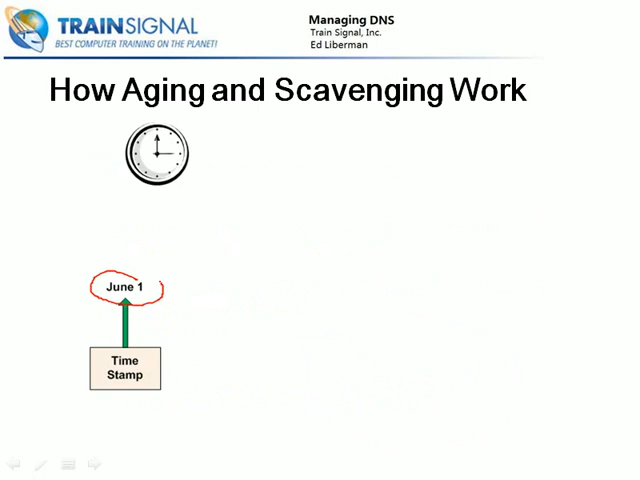 TRAINSIGNAL
BEST COMPUTER TRAINING ON THE PLANET!
Managing DNS
Train Signal, Inc.
Ed Liberman
How Aging and Scavenging Work
June 1
Time
Stamp